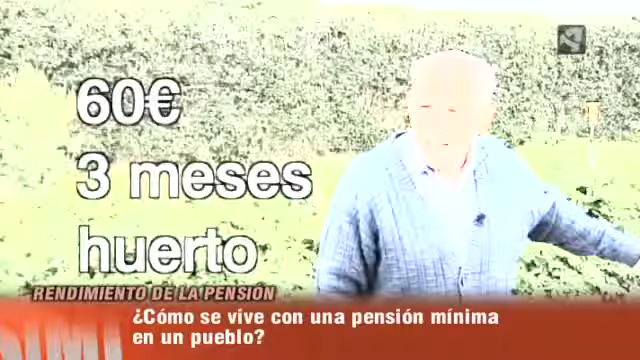 60€
3 meses
huerto
RENDIMIENTO DE LA PENSIÓN
¿Cómo se vive con una pensión mínima
en un pueblo?